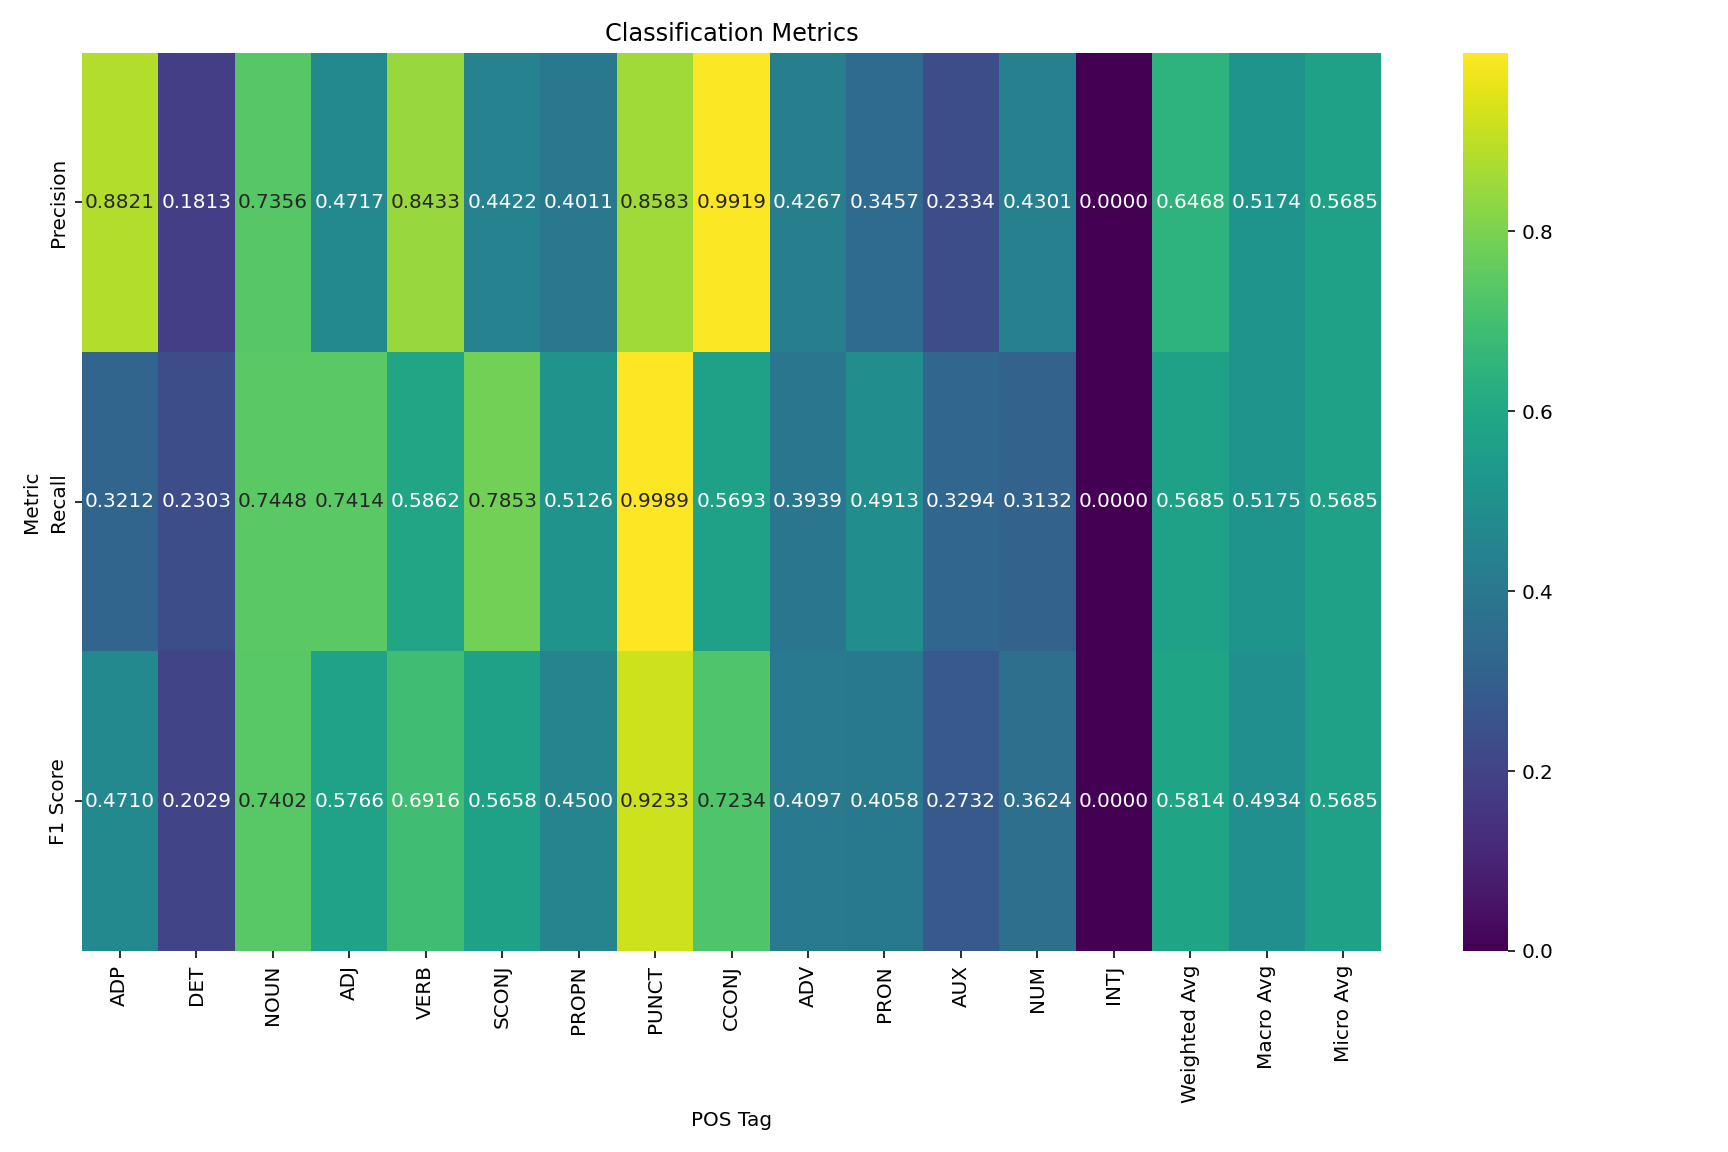 Classification Metrics
Precision
0.8821 0.1813 0.7356 0.4717 0.8433 0.4422 0.4011 0.8583 0.9919 0.4267 0.3457 0.2334 0.4301 0.0000 0.6468 0.5174 0.5685
Metric
Recall
0.3212 0.2303 0.7448 0.7414 0.5862 0.7853 0.5126 0.9989 0.5693 0.3939 0.4913 0.3294 0.3132 0.0000 0.5685 0.5175 0.5685
F1 Score
0.4710 0.2029 0.7402 0.5766 0.6916 0.5658 0.4500 0.9233 0.7234 0.4097 0.4058 0.2732 0.3624 0.0000 0.5814 0.4934 0.5685
ADP DET NOUN ADJ VERB SCONJ PROPN PUNCT CCONJ ADV PRON AUX NUM INTJ Weighted Avg Macro Avg Micro Avg
POS Tag
0.8
0.6
0.4
0.2
0.0